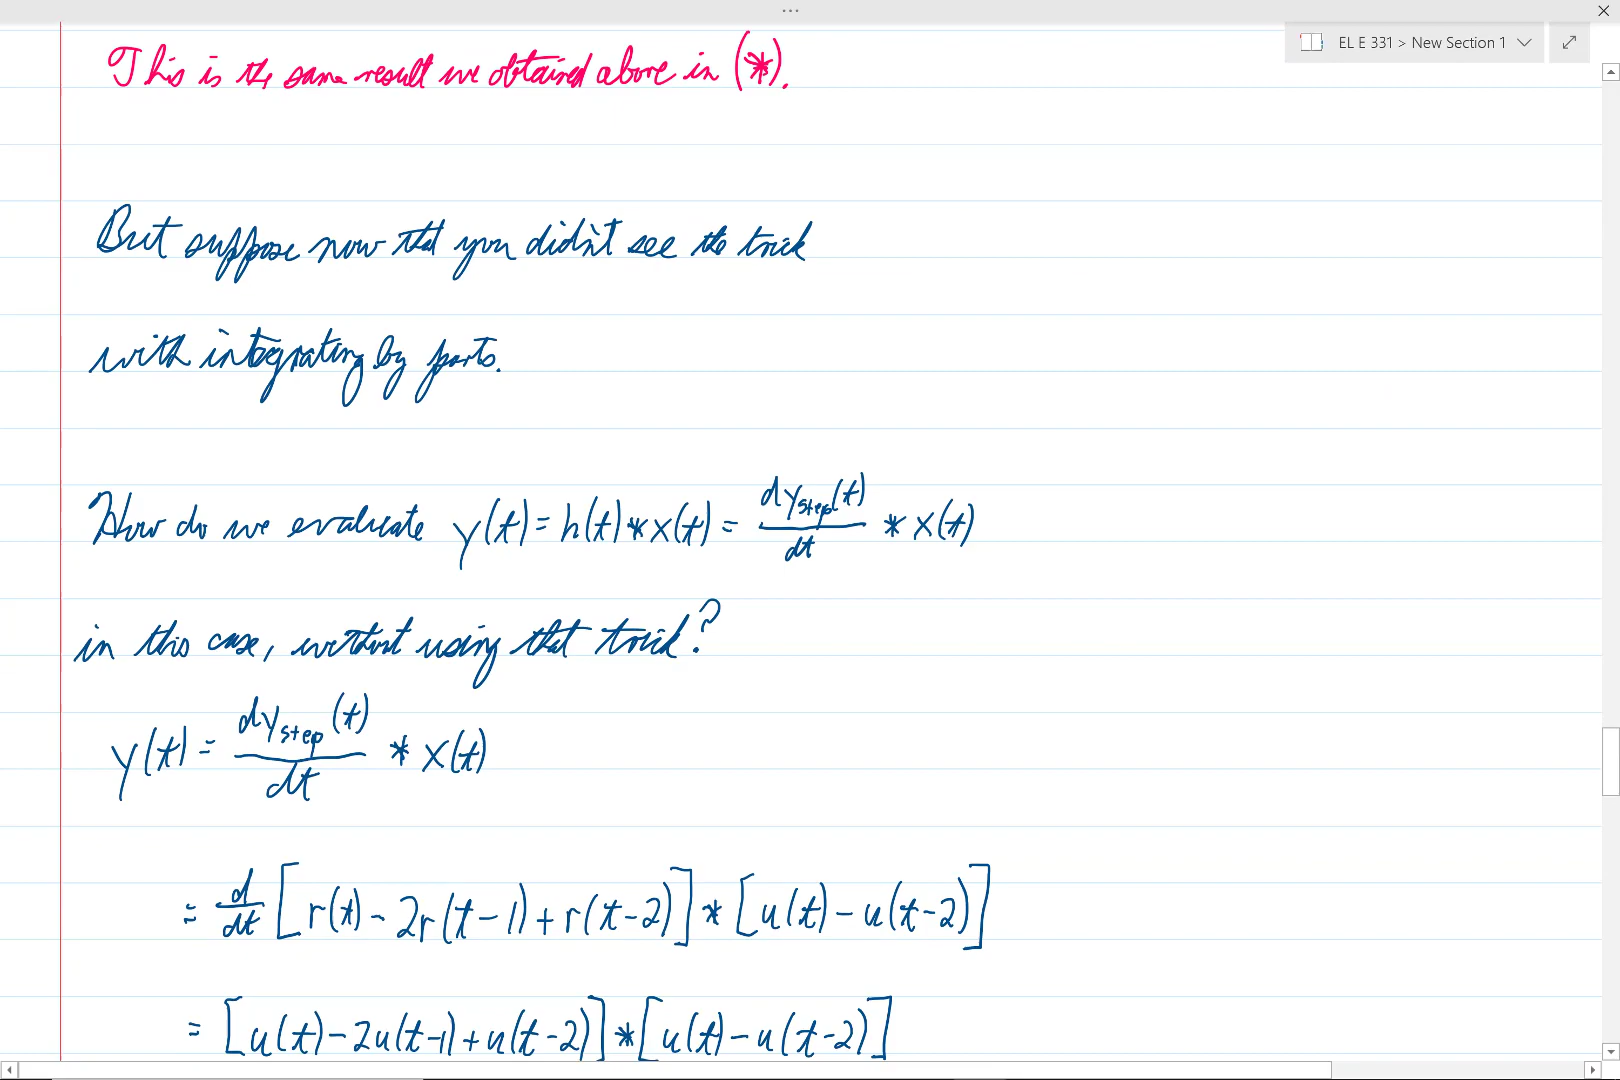 EL E 331 > New Section 1
This is the same result we obtained above in (*).
But suppose now that you didn't see the trick
with integrating by parts.
How do we evaluate y(t) = h(t) * x(t) = dy_step(t)/dt * x(t)
in this case, without using that trick?
y(t) = dy_step(t)/dt * x(t)
= d/dt [r(t) - 2r(t-1) + r(t-2)] * [u(t) - u(t-2)]
= [u(t) - 2u(t-1) + u(t-2)] * [u(t) - u(t-2)]